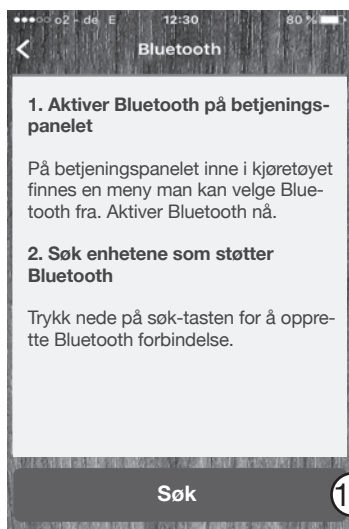 o2 - de E 12:30 80 %
Bluetooth
1. Aktiver Bluetooth på betjenings-
panelet
På betjeningspanelet inne i kjøretøyet
finnes en meny man kan velge Blue-
tooth fra. Aktiver Bluetooth nå.
2. Søk enhetene som støtter
Bluetooth
Trykk nede på søk-tasten for å oppre-
tte Bluetooth forbindelse.
Søk
1